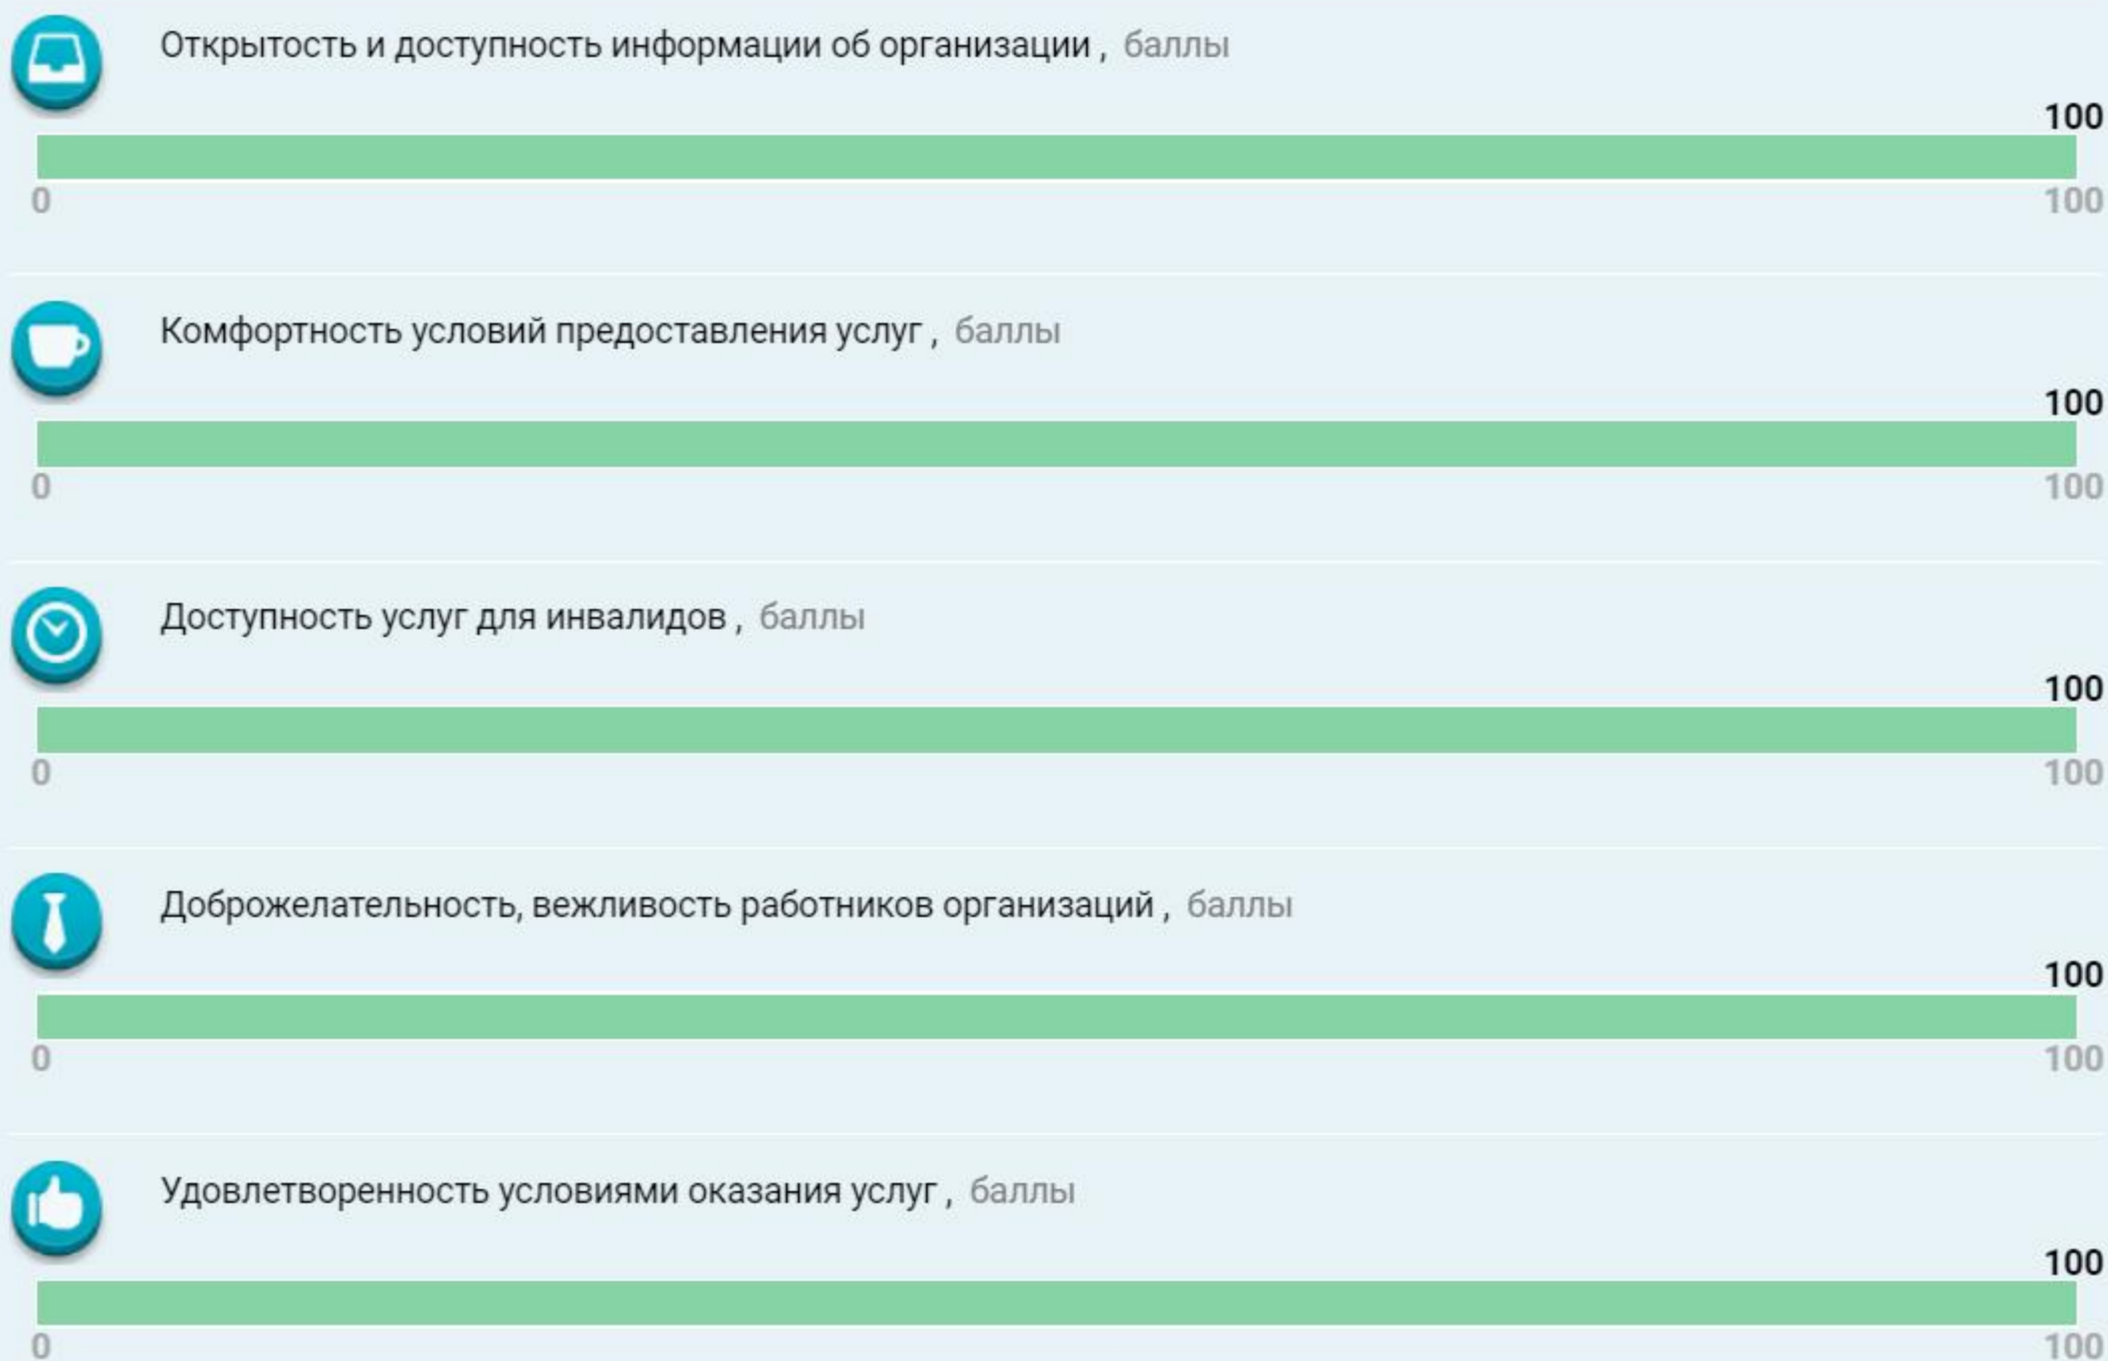 Открытость и доступность информации об организации , баллы
100
0 100
Комфортность условий предоставления услуг , баллы
100
0 100
Доступность услуг для инвалидов , баллы
100
0 100
Доброжелательность, вежливость работников организаций , баллы
100
0 100
Удовлетворенность условиями оказания услуг , баллы
100
0 100